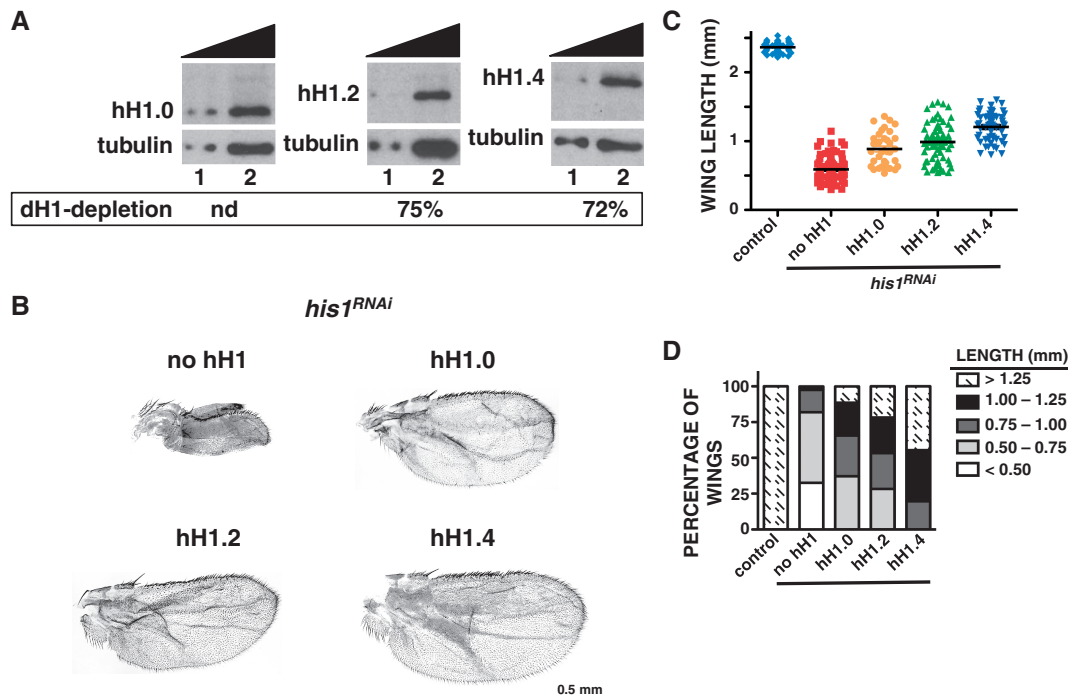 A
hH1.0
tubulin
1 2
hH1.2
tubulin
1 2
hH1.4
tubulin
1 2
dH1-depletion nd 75% 72%
B
his1RNAi
no hH1
hH1.0
hH1.2
hH1.4
0.5 mm
C
WING LENGTH (mm)
2
1
0
control
no hH1
hH1.0
hH1.2
hH1.4
his1RNAi
D
PERCENTAGE OF
WINGS
100
75
50
25
0
control
no hH1
hH1.0
hH1.2
hH1.4
LENGTH (mm)
> 1.25
1.00 – 1.25
0.75 – 1.00
0.50 – 0.75
< 0.50